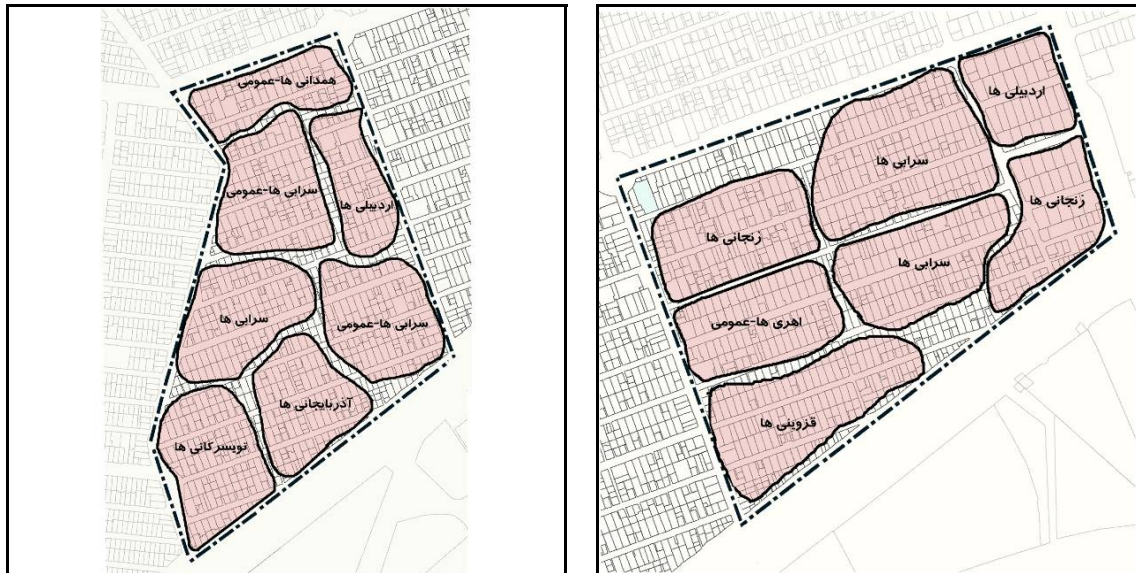 همدانی ها-عمومی
سرابی ها-عمومی
اردبیلی ها
سرابی ها
سرابی ها-عمومی
آذربایجانی ها
تویسرکانی ها
اردبیلی ها
سرابی ها
زنجانی ها
زنجانی ها
سرابی ها
اهری ها-عمومی
قزوینی ها